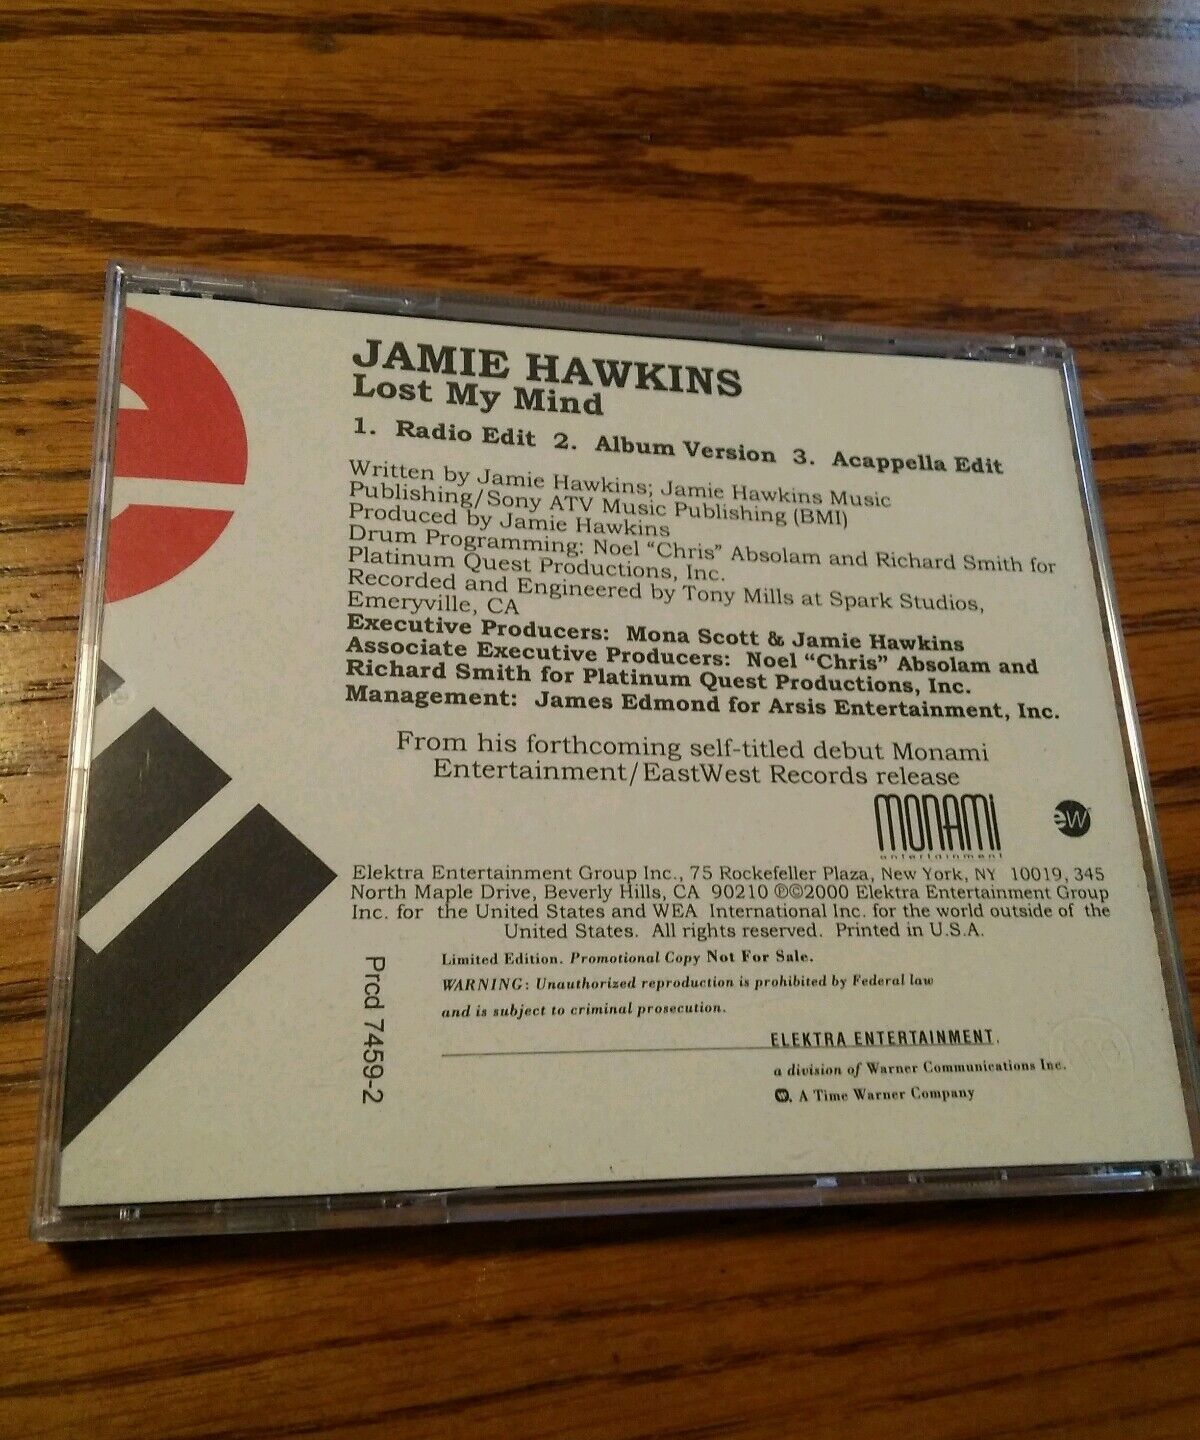 JAMIE HAWKINS
Lost My Mind
1. Radio Edit 2. Album Version 3. Acappella Edit
Written by Jamie Hawkins; Jamie Hawkins Music
Publishing/Sony ATV Music Publishing (BMI)
Produced by Jamie Hawkins
Drum Programming: Noel "Chris" Absolam and Richard Smith for
Platinum Quest Productions, Inc.
Recorded and Engineered by Tony Mills at Spark Studios,
Emeryville, CA
Executive Producers: Mona Scott & Jamie Hawkins
Associate Executive Producers: Noel "Chris" Absolam and
Richard Smith for Platinum Quest Productions, Inc.
Management: James Edmond for Arsis Entertainment, Inc.
From his forthcoming self-titled debut Monami
Entertainment/EastWest Records release
MONAMI
entertainment
ew
Elektra Entertainment Group Inc., 75 Rockefeller Plaza, New York, NY 10019, 345
North Maple Drive, Beverly Hills, CA 90210 ℗©2000 Elektra Entertainment Group
Inc. for the United States and WEA International Inc. for the world outside of the
United States. All rights reserved. Printed in U.S.A.
Limited Edition. Promotional Copy Not For Sale.
WARNING: Unauthorized reproduction is prohibited by Federal law
and is subject to criminal prosecution.
ELEKTRA ENTERTAINMENT.
a division of Warner Communications Inc.
A Time Warner Company
Prcd 7459-2